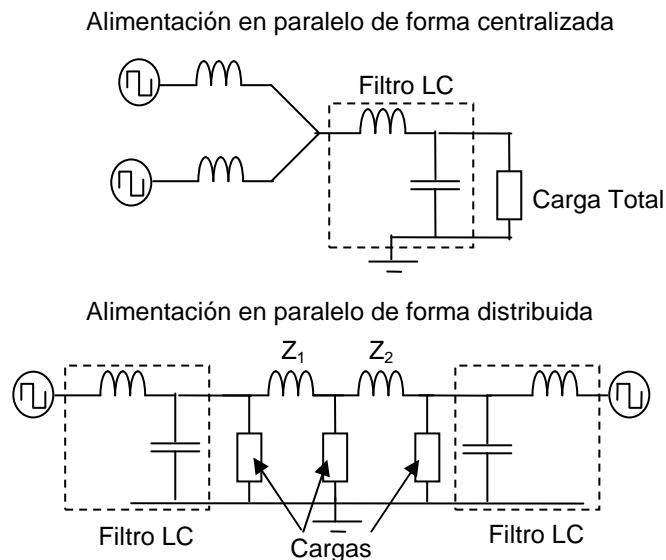 Alimentación en paralelo de forma centralizada
Filtro LC
Carga Total
Alimentación en paralelo de forma distribuida
Z₁ Z₂
Filtro LC
Cargas
Filtro LC